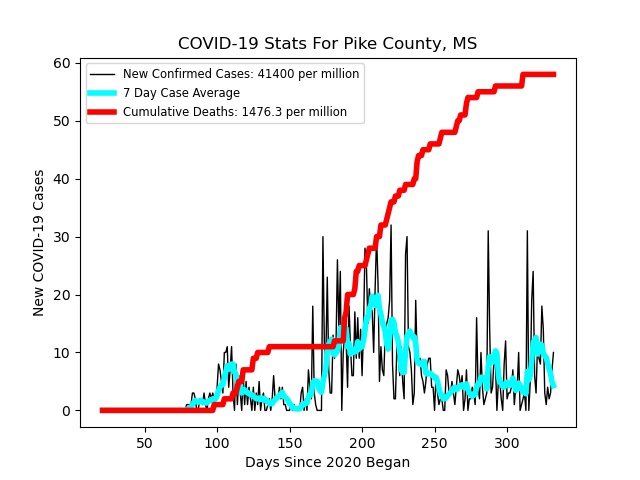 COVID-19 Stats For Pike County, MS
New Confirmed Cases: 41400 per million
7 Day Case Average
Cumulative Deaths: 1476.3 per million
New COVID-19 Cases
60
50
40
30
20
10
0
50 100 150 200 250 300
Days Since 2020 Began